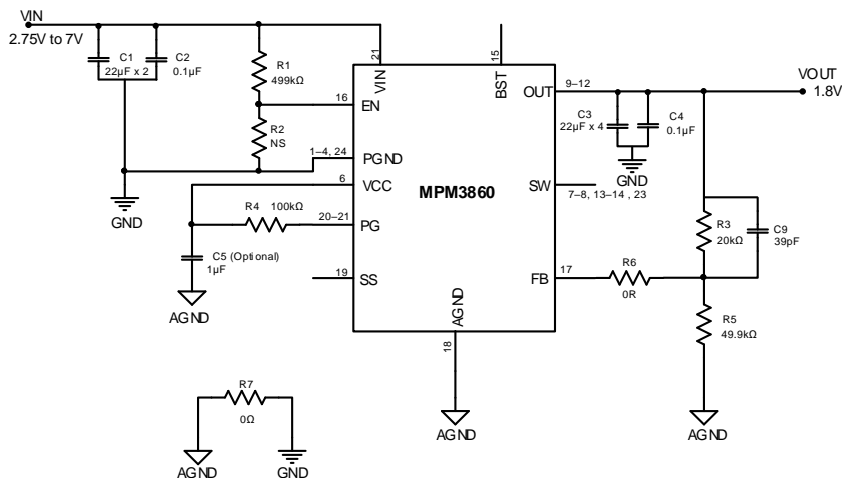 VIN
2.75V to 7V
C1
22µF x 2
C2
0.1µF
R1
499kΩ
R2
NS
GND
21
VIN
15
BST
16
EN
1–4, 24
PGND
6
VCC
R4 100kΩ
20–21
PG
C5 (Optional)
1µF
AGND
19
SS
MPM3860
AGND
18
AGND
OUT
9–12
C3
22µF x 4
C4
0.1µF
GND
VOUT
1.8V
SW
7–8, 13–14 , 23
FB
17
R6
0R
R3
20kΩ
C9
39pF
R5
49.9kΩ
AGND
R7
0Ω
AGND
GND